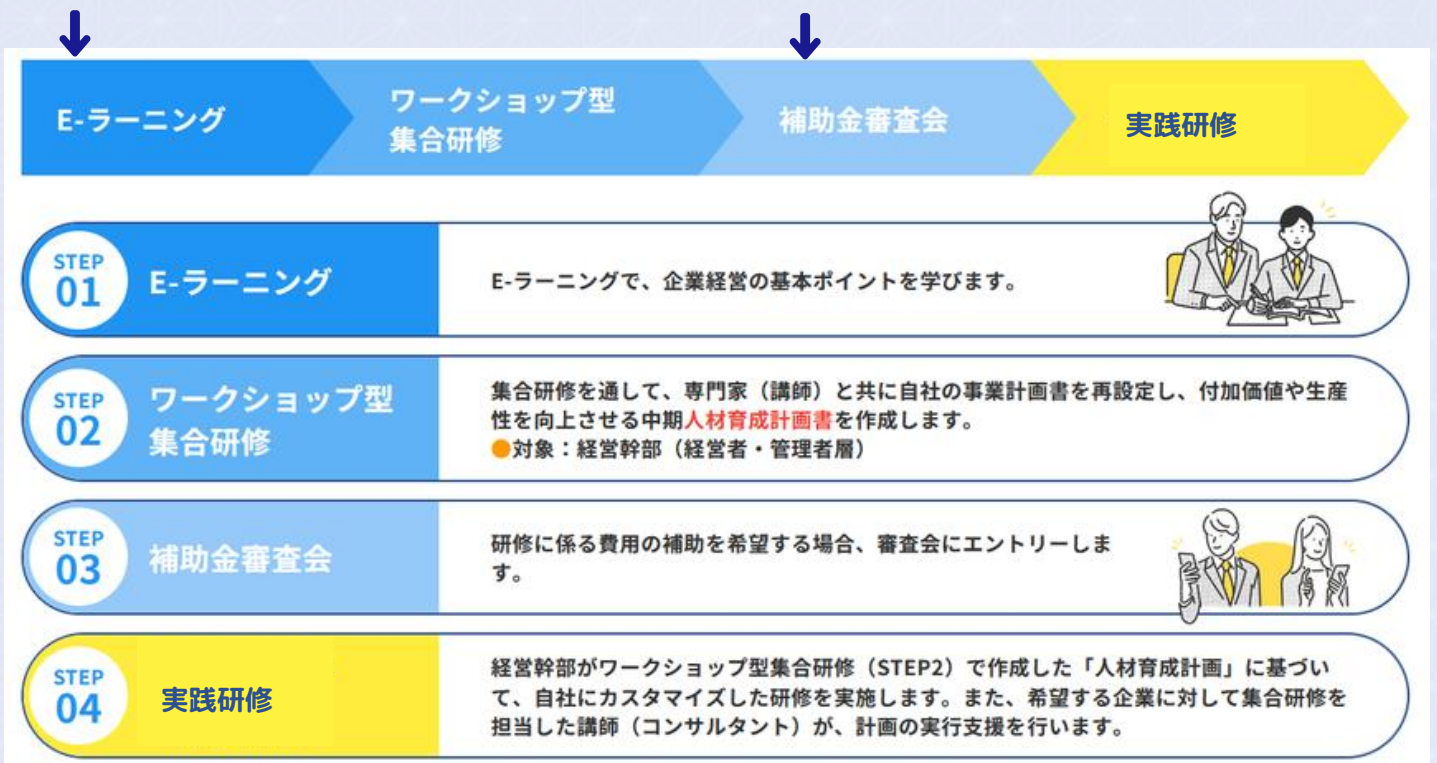 E-ラーニング
ワークショップ型
集合研修
補助金審査会
実践研修
STEP
01
E-ラーニング
E-ラーニングで、企業経営の基本ポイントを学びます。
STEP
02
ワークショップ型
集合研修
集合研修を通して、専門家（講師）と共に自社の事業計画書を再設定し、付加価値や生産
性を向上させる中期人材育成計画書を作成します。
●対象：経営幹部（経営者・管理者層）
STEP
03
補助金審査会
研修に係る費用の補助を希望する場合、審査会にエントリーしま
す。
STEP
04
実践研修
経営幹部がワークショップ型集合研修（STEP2）で作成した「人材育成計画」に基づい
て、自社にカスタマイズした研修を実施します。また、希望する企業に対して集合研修を
担当した講師（コンサルタント）が、計画の実行支援を行います。